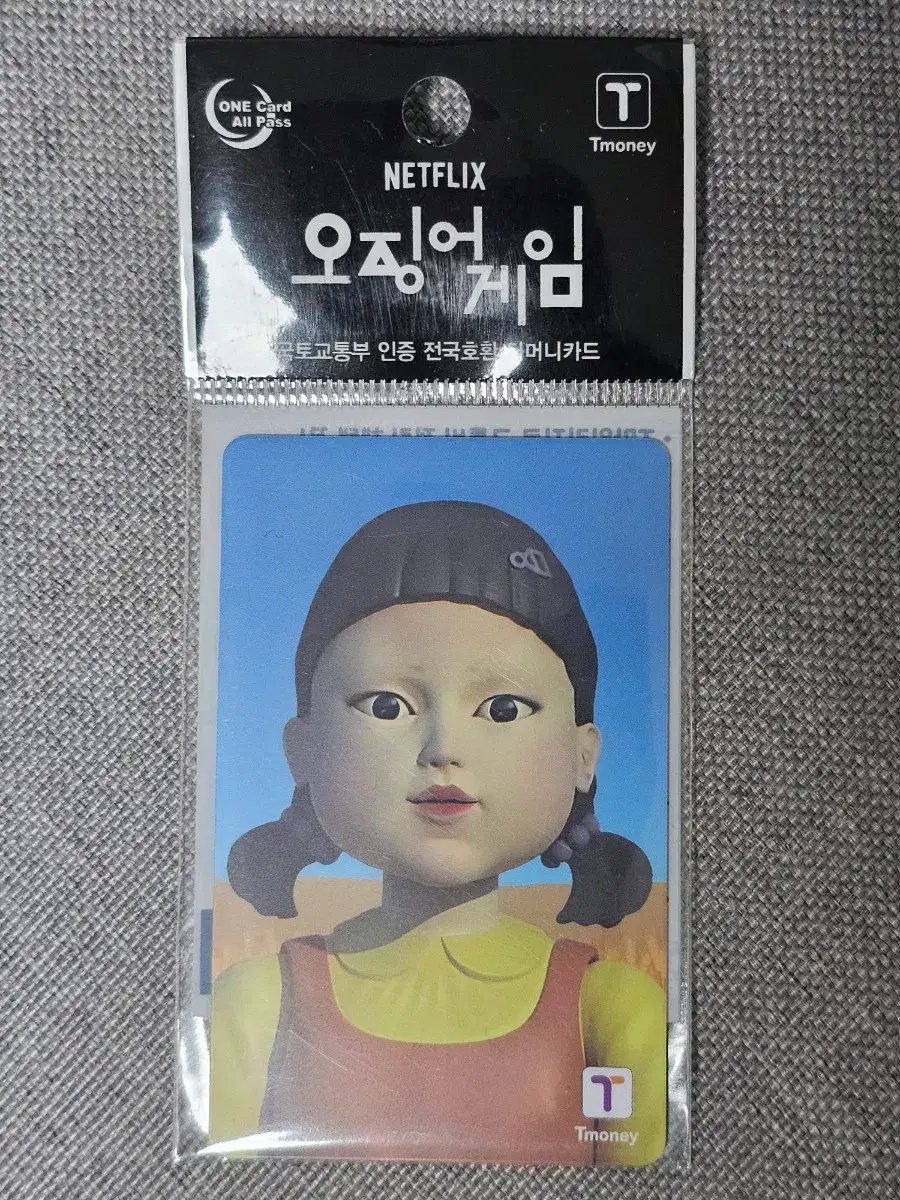 ONE Card
All Pass
Tmoney
NETFLIX
오징어게임
국토교통부 인증 전국호환 티머니카드
Tmoney